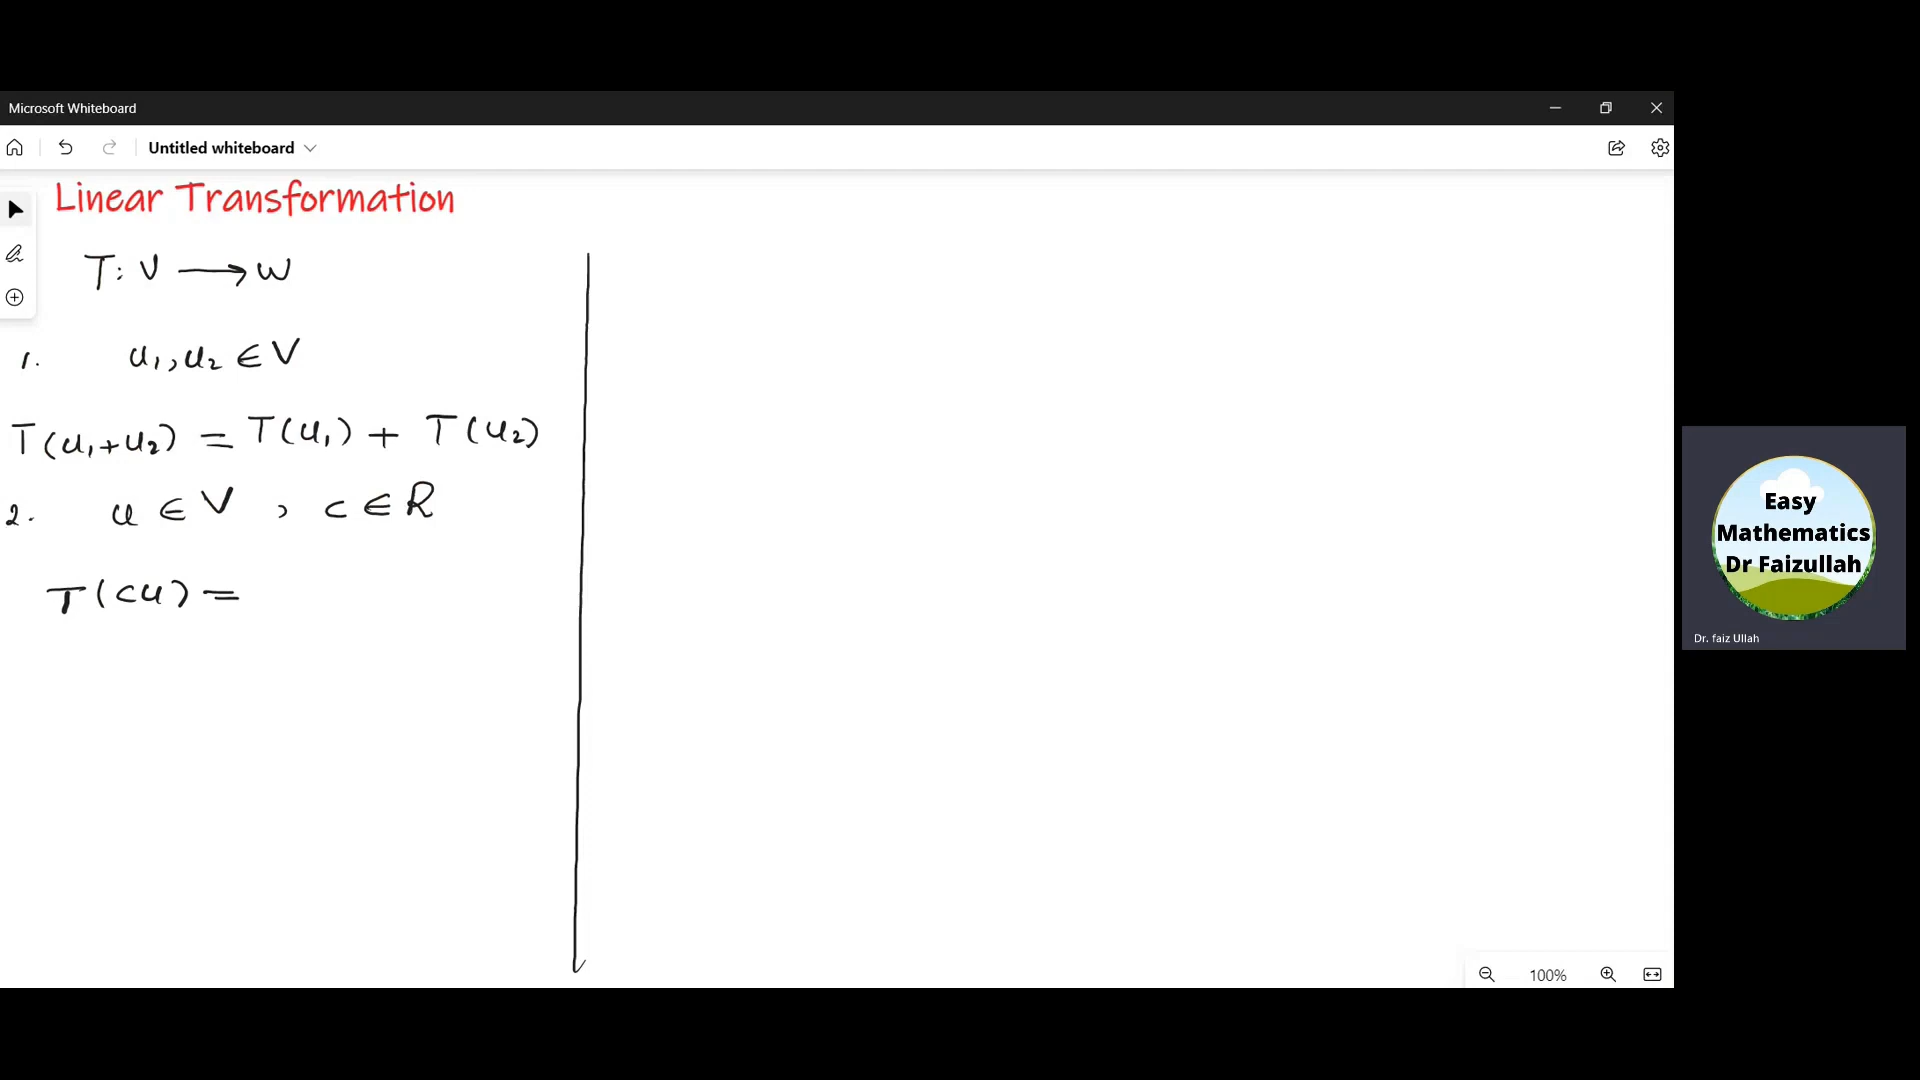 Microsoft Whiteboard
Untitled whiteboard
Linear Transformation
T: V ⟶ W
1. u₁, u₂ ∈ V
T(u₁+u₂) = T(u₁) + T(u₂)
2. u ∈ V , c ∈ R
T(cu) =
Easy
Mathematics
Dr Faizullah
Dr. faiz Ullah
100%